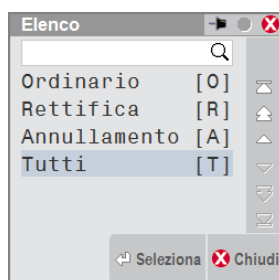 Elenco
Ordinario [O]
Rettifica [R]
Annullamento [A]
Tutti [T]
Seleziona Chiudi